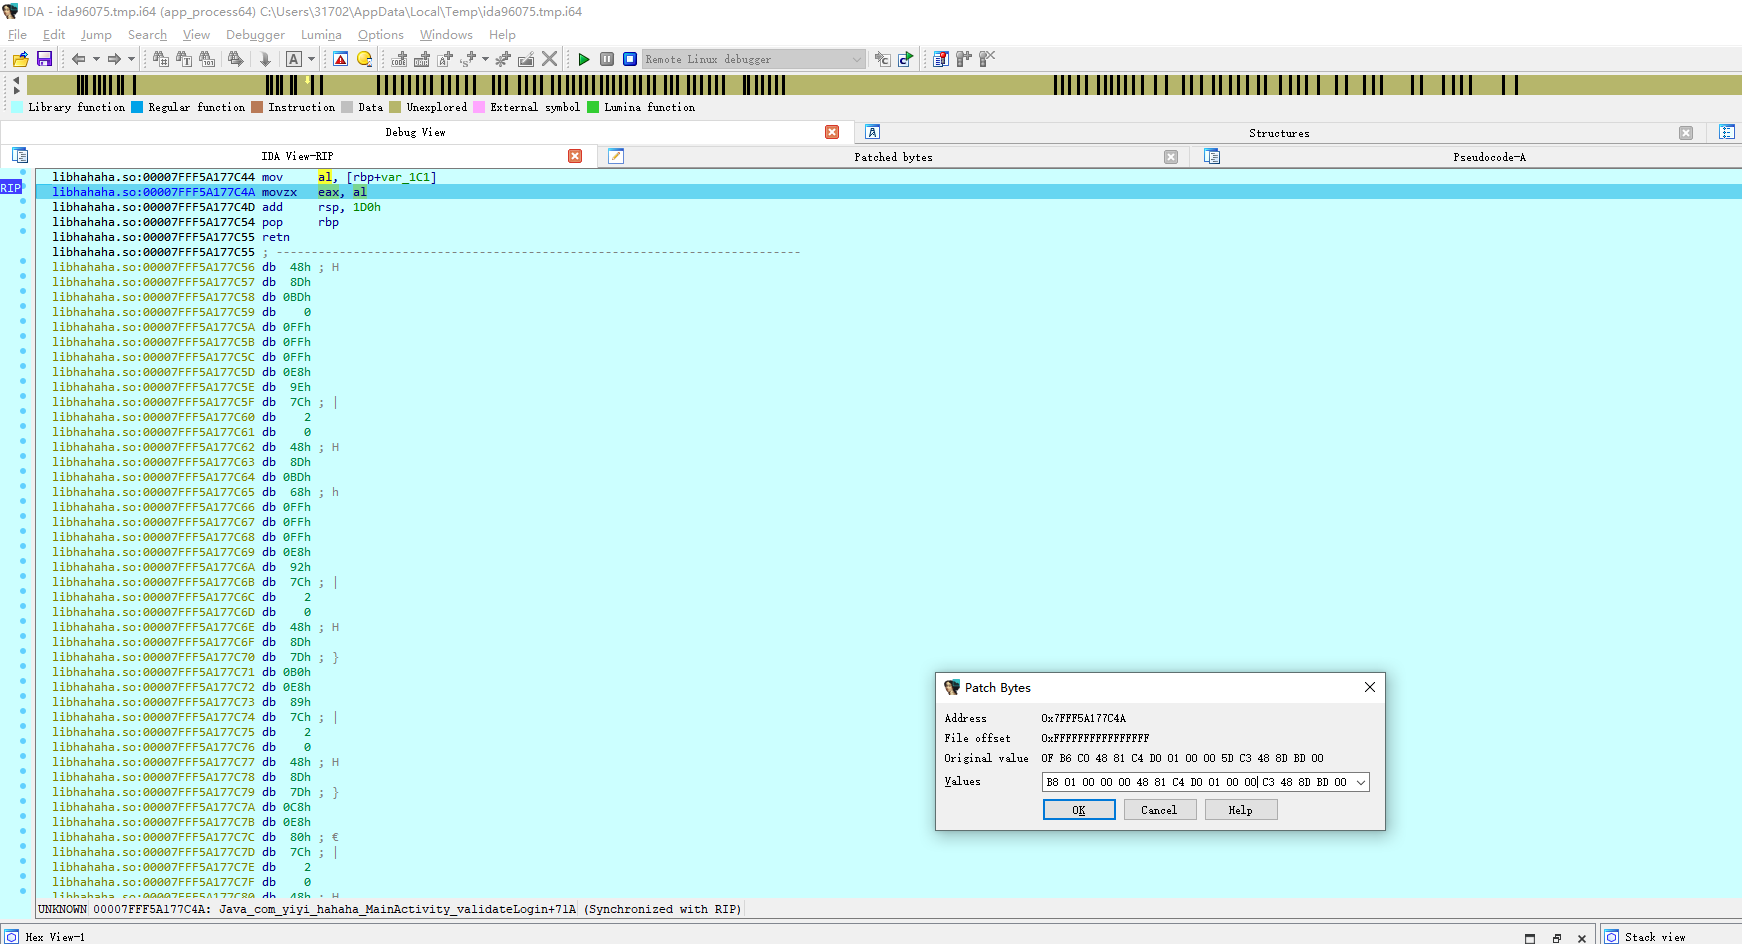 IDA - ida96075.tmp.i64 (app_process64) C:\Users\31702\AppData\Local\Temp\ida96075.tmp.i64
File Edit Jump Search View Debugger Lumina Options Windows Help
Remote Linux debugger
Library function Regular function Instruction Data Unexplored External symbol Lumina function
Debug View Structures
IDA View-RIP Patched bytes Pseudocode-A
libhahaha.so:00007FFF5A177C44 mov al, [rbp+var_1C1]
RIP libhahaha.so:00007FFF5A177C4A movzx eax, al
libhahaha.so:00007FFF5A177C4D add rsp, 1D0h
libhahaha.so:00007FFF5A177C54 pop rbp
libhahaha.so:00007FFF5A177C55 retn
libhahaha.so:00007FFF5A177C55 ; ---------------------------------------------------------------------------
libhahaha.so:00007FFF5A177C56 db 48h ; H
libhahaha.so:00007FFF5A177C57 db 8Dh
libhahaha.so:00007FFF5A177C58 db 0BDh
libhahaha.so:00007FFF5A177C59 db 0
libhahaha.so:00007FFF5A177C5A db 0FFh
libhahaha.so:00007FFF5A177C5B db 0FFh
libhahaha.so:00007FFF5A177C5C db 0FFh
libhahaha.so:00007FFF5A177C5D db 0E8h
libhahaha.so:00007FFF5A177C5E db 9Eh
libhahaha.so:00007FFF5A177C5F db 7Ch ; |
libhahaha.so:00007FFF5A177C60 db 2
libhahaha.so:00007FFF5A177C61 db 0
libhahaha.so:00007FFF5A177C62 db 48h ; H
libhahaha.so:00007FFF5A177C63 db 8Dh
libhahaha.so:00007FFF5A177C64 db 0BDh
libhahaha.so:00007FFF5A177C65 db 68h ; h
libhahaha.so:00007FFF5A177C66 db 0FFh
libhahaha.so:00007FFF5A177C67 db 0FFh
libhahaha.so:00007FFF5A177C68 db 0FFh
libhahaha.so:00007FFF5A177C69 db 0E8h
libhahaha.so:00007FFF5A177C6A db 92h
libhahaha.so:00007FFF5A177C6B db 7Ch ; |
libhahaha.so:00007FFF5A177C6C db 2
libhahaha.so:00007FFF5A177C6D db 0
libhahaha.so:00007FFF5A177C6E db 48h ; H
libhahaha.so:00007FFF5A177C6F db 8Dh
libhahaha.so:00007FFF5A177C70 db 7Dh ; }
libhahaha.so:00007FFF5A177C71 db 0B0h
libhahaha.so:00007FFF5A177C72 db 0E8h
libhahaha.so:00007FFF5A177C73 db 89h
libhahaha.so:00007FFF5A177C74 db 7Ch ; |
libhahaha.so:00007FFF5A177C75 db 2
libhahaha.so:00007FFF5A177C76 db 0
libhahaha.so:00007FFF5A177C77 db 48h ; H
libhahaha.so:00007FFF5A177C78 db 8Dh
libhahaha.so:00007FFF5A177C79 db 7Dh ; }
libhahaha.so:00007FFF5A177C7A db 0C8h
libhahaha.so:00007FFF5A177C7B db 0E8h
libhahaha.so:00007FFF5A177C7C db 80h ; €
libhahaha.so:00007FFF5A177C7D db 7Ch ; |
libhahaha.so:00007FFF5A177C7E db 2
libhahaha.so:00007FFF5A177C7F db 0
libhahaha.so:00007FFF5A177C80 db 48h ; H
Patch Bytes
Address 0x7FFF5A177C4A
File offset 0xFFFFFFFFFFFFFFFF
Original value 0F B6 C0 48 81 C4 D0 01 00 00 5D C3 48 8D BD 00
Values B8 01 00 00 00 48 81 C4 D0 01 00 00 C3 48 8D BD 00
OK Cancel Help
UNKNOWN 00007FFF5A177C4A: Java_com_yiyi_hahaha_MainActivity_validateLogin+71A (Synchronized with RIP)
Hex View-1 Stack view